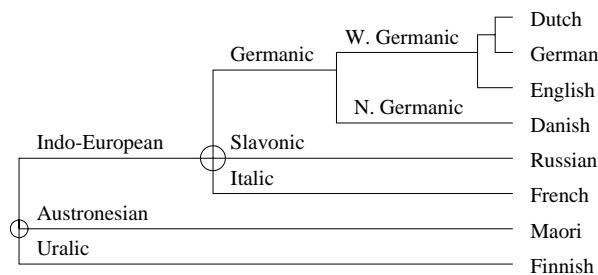 Dutch
W. Germanic
Germanic
German
English
N. Germanic
Danish
Indo-European
Slavonic
Russian
Italic
French
Austronesian
Maori
Uralic
Finnish